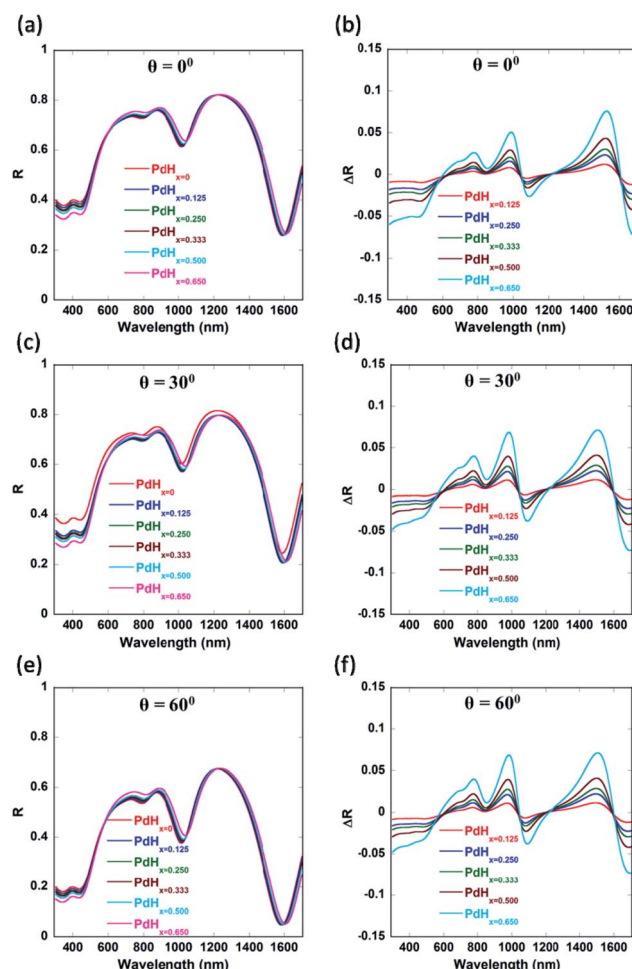 (a)
θ = 0⁰
1
0.8
0.6
0.4
0.2
0
R
PdHx=0
PdHx=0.125
PdHx=0.250
PdHx=0.333
PdHx=0.500
PdHx=0.650
400 600 800 1000 1200 1400 1600
Wavelength (nm)
(b)
θ = 0⁰
0.15
0.1
0.05
0
-0.05
-0.1
-0.15
ΔR
PdHx=0.125
PdHx=0.250
PdHx=0.333
PdHx=0.500
PdHx=0.650
400 600 800 1000 1200 1400 1600
Wavelength (nm)
(c)
θ = 30⁰
1
0.8
0.6
0.4
0.2
0
R
PdHx=0
PdHx=0.125
PdHx=0.250
PdHx=0.333
PdHx=0.500
PdHx=0.650
400 600 800 1000 1200 1400 1600
Wavelength (nm)
(d)
θ = 30⁰
0.15
0.1
0.05
0
-0.05
-0.1
-0.15
ΔR
PdHx=0.125
PdHx=0.250
PdHx=0.333
PdHx=0.500
PdHx=0.650
400 600 800 1000 1200 1400 1600
Wavelength (nm)
(e)
θ = 60⁰
1
0.8
0.6
0.4
0.2
0
R
PdHx=0
PdHx=0.125
PdHx=0.250
PdHx=0.333
PdHx=0.500
PdHx=0.650
400 600 800 1000 1200 1400 1600
Wavelength (nm)
(f)
θ = 60⁰
0.15
0.1
0.05
0
-0.05
-0.1
-0.15
ΔR
PdHx=0.125
PdHx=0.250
PdHx=0.333
PdHx=0.500
PdHx=0.650
400 600 800 1000 1200 1400 1600
Wavelength (nm)